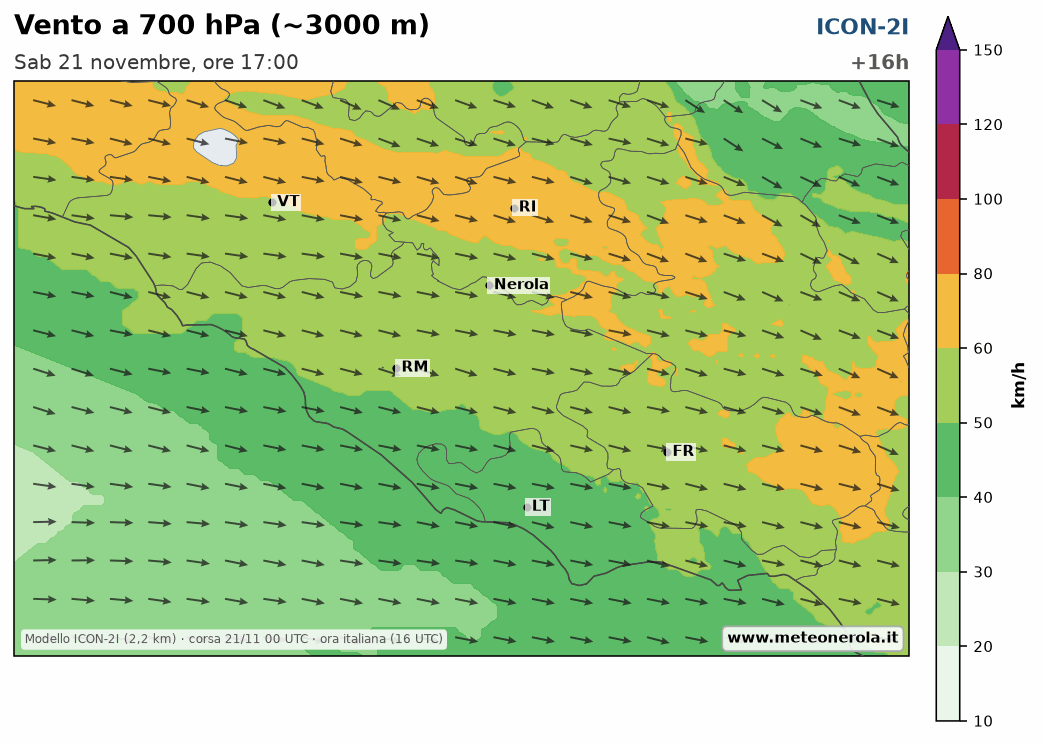 Vento a 700 hPa (~3000 m)
ICON-2I
Sab 21 novembre, ore 17:00
+16h
150
120
100
80
60
50
40
30
20
10
km/h
VT
RI
Nerola
RM
FR
LT
Modello ICON-2I (2,2 km) · corsa 21/11 00 UTC · ora italiana (16 UTC)
www.meteonerola.it